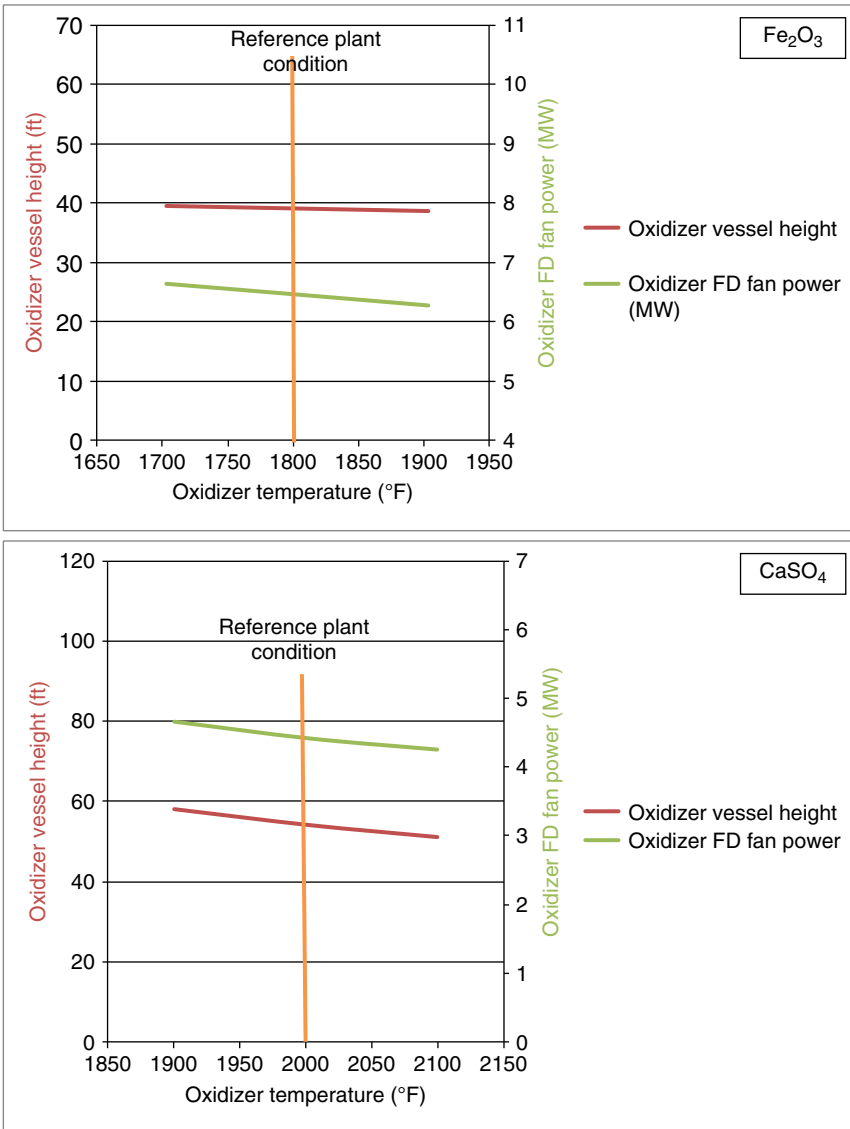 Fe2O3
70
60
50
40
30
20
10
0
Oxidizer vessel height (ft)
Reference plant
condition
11
10
9
8
7
6
5
4
Oxidizer FD fan power (MW)
1650 1700 1750 1800 1850 1900 1950
Oxidizer temperature (°F)
Oxidizer vessel height
Oxidizer FD fan power
(MW)
CaSO4
120
100
80
60
40
20
0
Oxidizer vessel height (ft)
Reference plant
condition
7
6
5
4
3
2
1
0
Oxidizer FD fan power (MW)
1850 1900 1950 2000 2050 2100 2150
Oxidizer temperature (°F)
Oxidizer vessel height
Oxidizer FD fan power